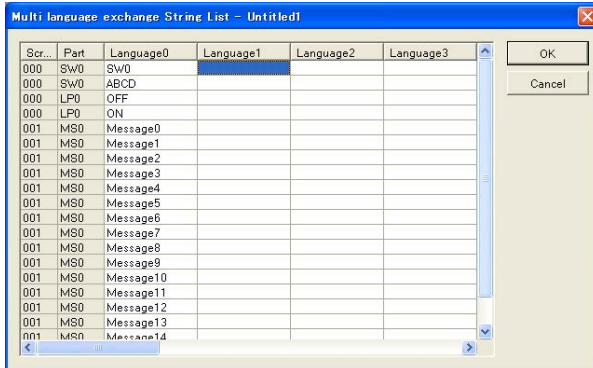 Multi language exchange String List - Untitled1
Scr... Part Language0 Language1 Language2 Language3
000 SW0 SW0
000 SW0 ABCD
000 LP0 OFF
000 LP0 ON
001 MS0 Message0
001 MS0 Message1
001 MS0 Message2
001 MS0 Message3
001 MS0 Message4
001 MS0 Message5
001 MS0 Message6
001 MS0 Message7
001 MS0 Message8
001 MS0 Message9
001 MS0 Message10
001 MS0 Message11
001 MS0 Message12
001 MS0 Message13
001 MS0 Message14
OK
Cancel